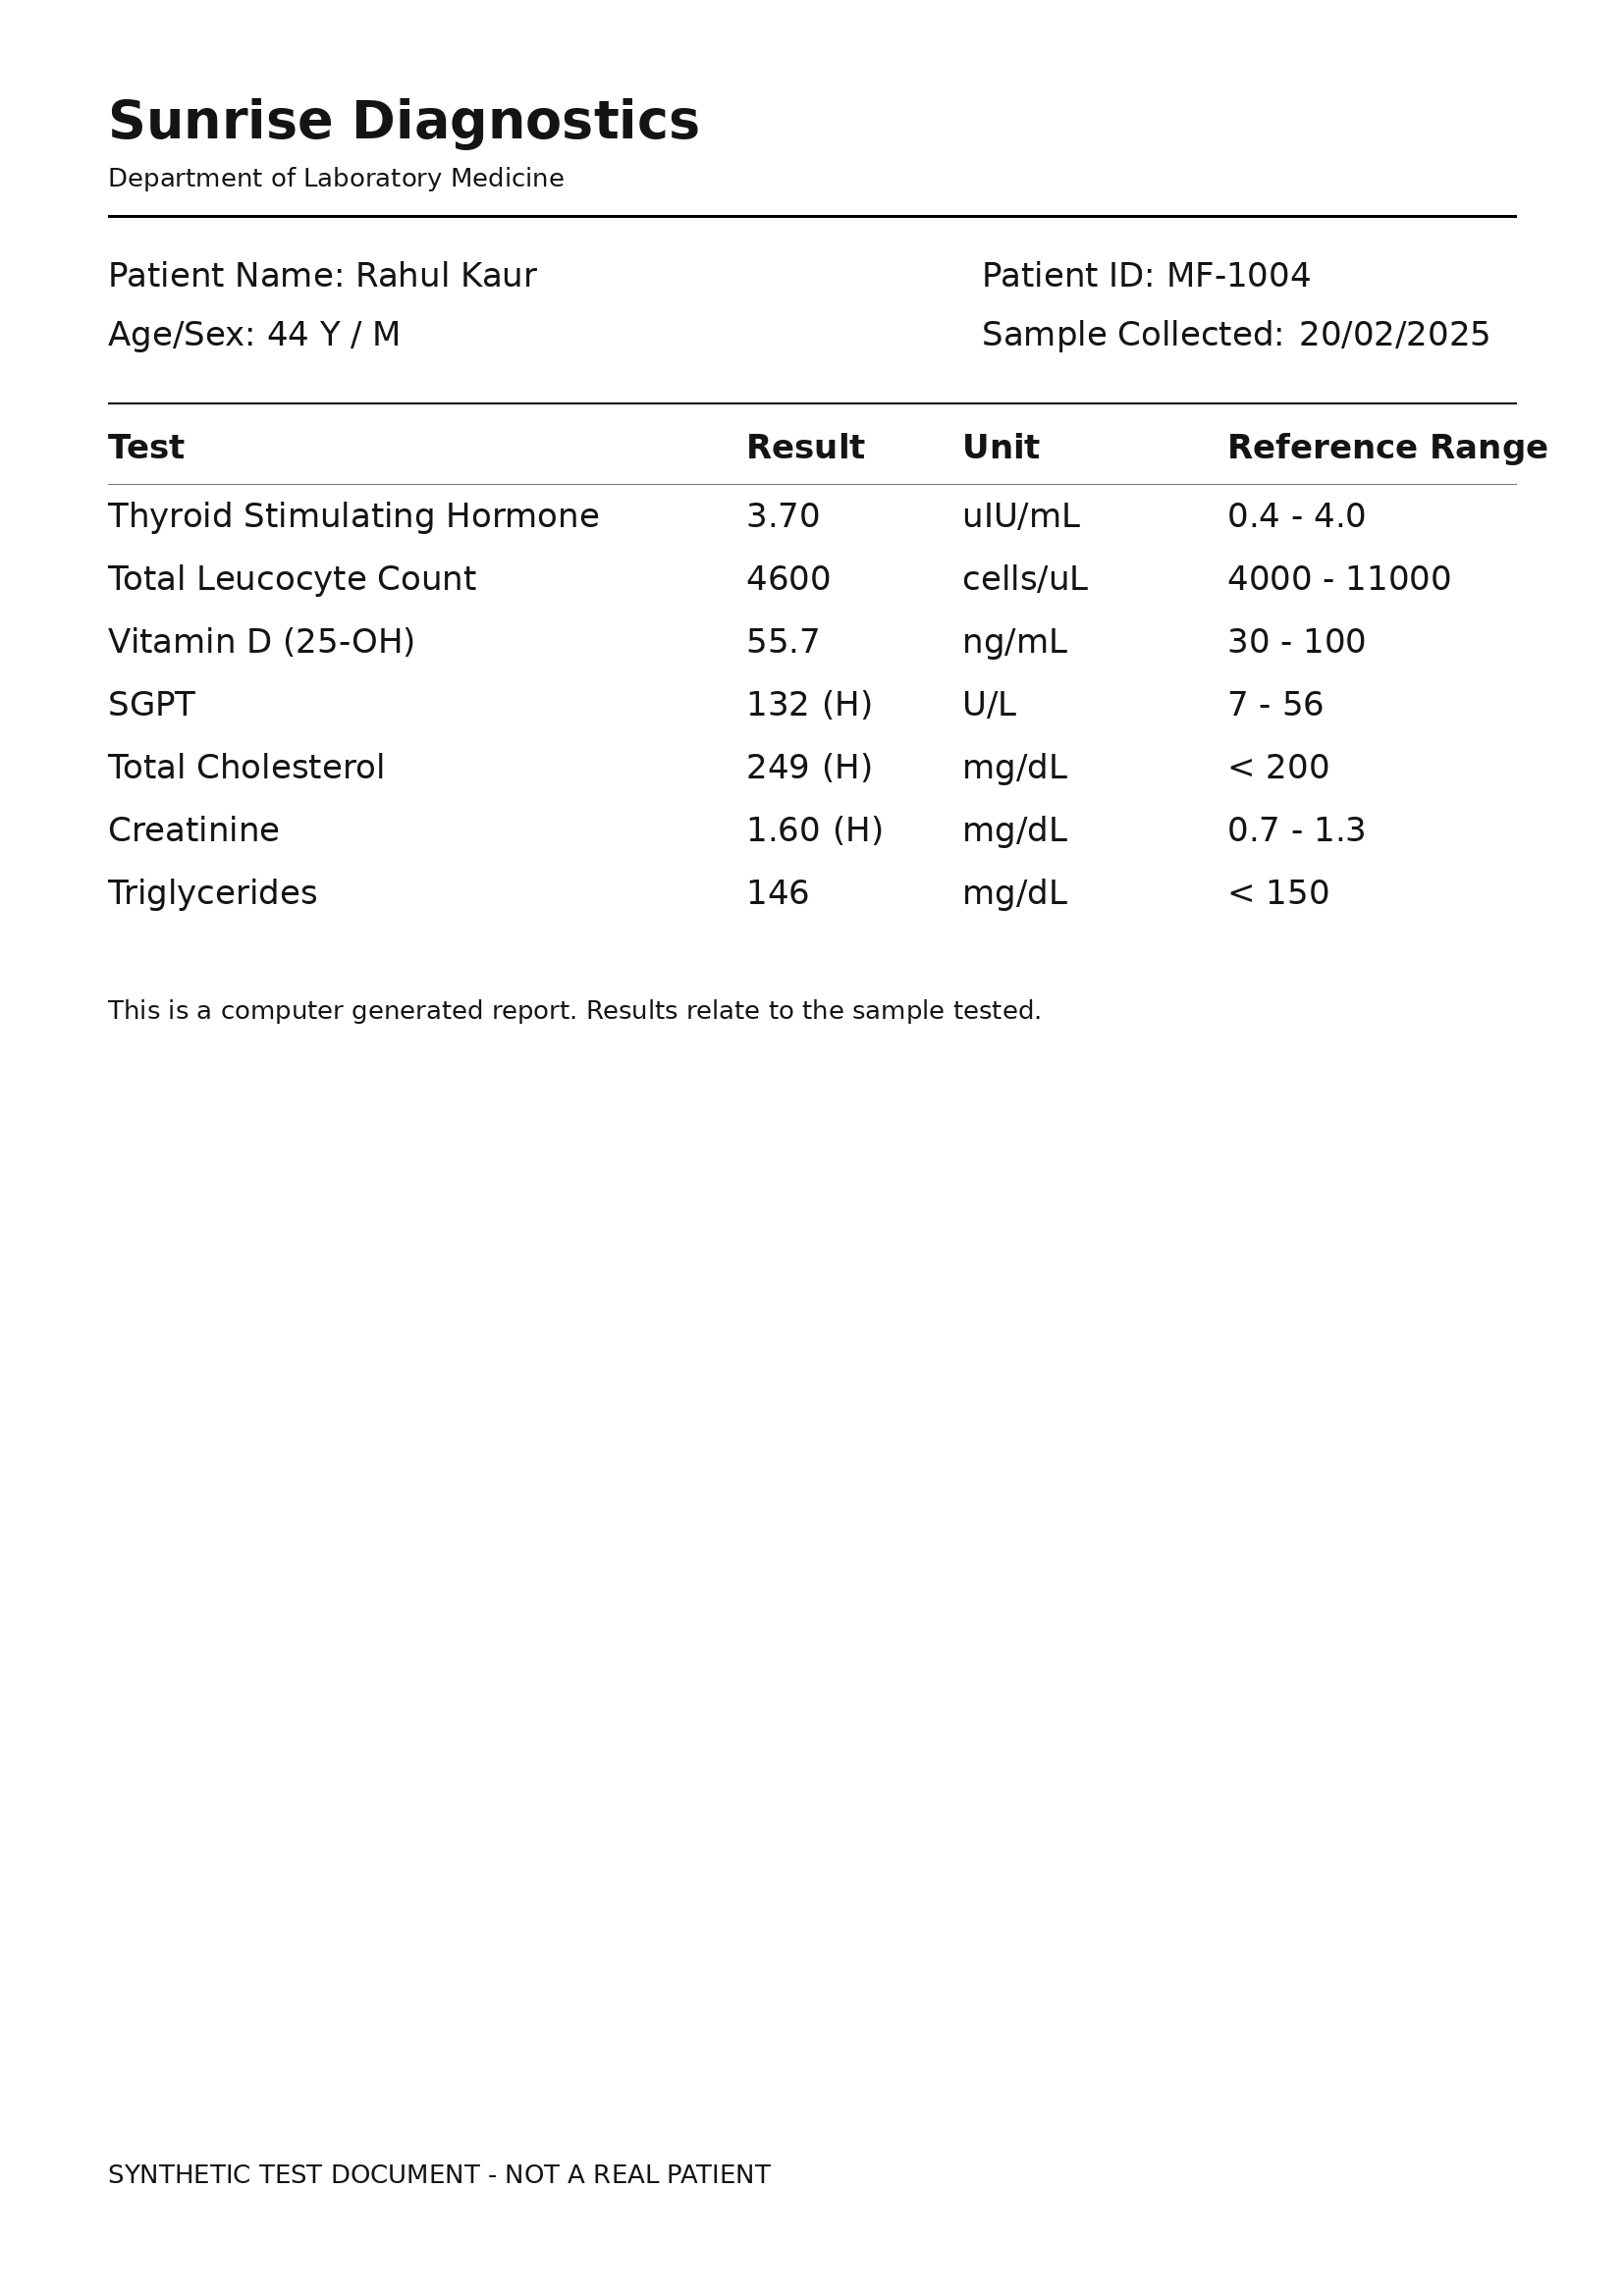 Sunrise Diagnostics
Department of Laboratory Medicine
Patient Name: Rahul Kaur Patient ID: MF-1004
Age/Sex: 44 Y / M Sample Collected: 20/02/2025
Test Result Unit Reference Range
Thyroid Stimulating Hormone 3.70 uIU/mL 0.4 - 4.0
Total Leucocyte Count 4600 cells/uL 4000 - 11000
Vitamin D (25-OH) 55.7 ng/mL 30 - 100
SGPT 132 (H) U/L 7 - 56
Total Cholesterol 249 (H) mg/dL < 200
Creatinine 1.60 (H) mg/dL 0.7 - 1.3
Triglycerides 146 mg/dL < 150
This is a computer generated report. Results relate to the sample tested.
SYNTHETIC TEST DOCUMENT - NOT A REAL PATIENT